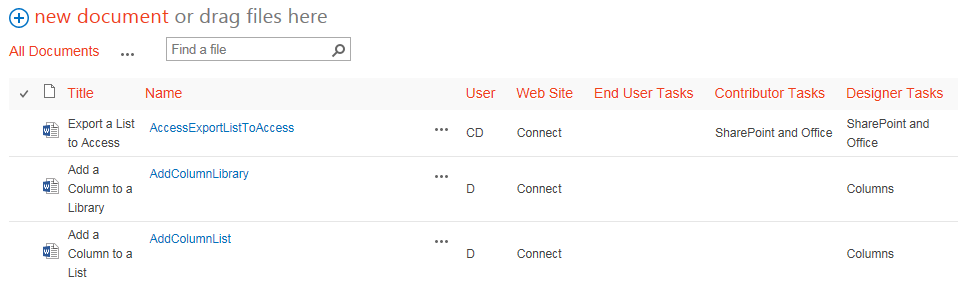 new document or drag files here
All Documents ... Find a file
Title Name User Web Site End User Tasks Contributor Tasks Designer Tasks
Export a List to Access AccessExportListToAccess ... CD Connect SharePoint and Office SharePoint and Office
Add a Column to a Library AddColumnLibrary ... D Connect Columns
Add a Column to a List AddColumnList ... D Connect Columns